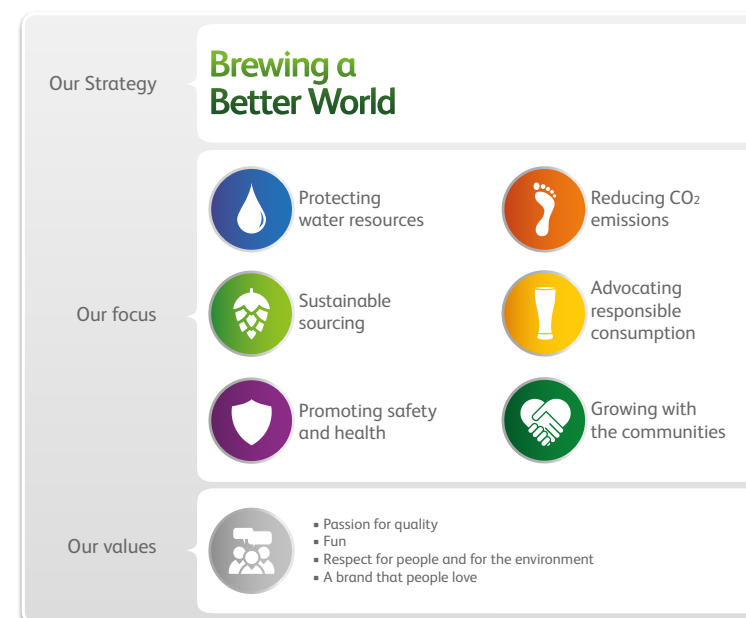 Our Strategy
Brewing a
Better World
Our focus
Protecting
water resources
Reducing CO₂
emissions
Sustainable
sourcing
Advocating
responsible
consumption
Promoting safety
and health
Growing with
the communities
Our values
▪ Passion for quality
▪ Fun
▪ Respect for people and for the environment
▪ A brand that people love